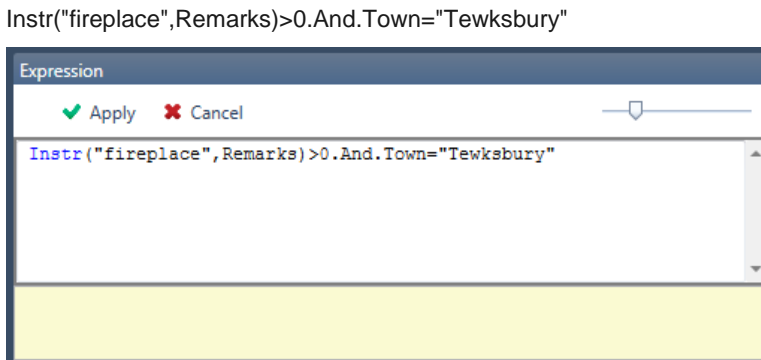 Instr("fireplace",Remarks)>0.And.Town="Tewksbury"
Expression
Apply Cancel
Instr("fireplace",Remarks)>0.And.Town="Tewksbury"